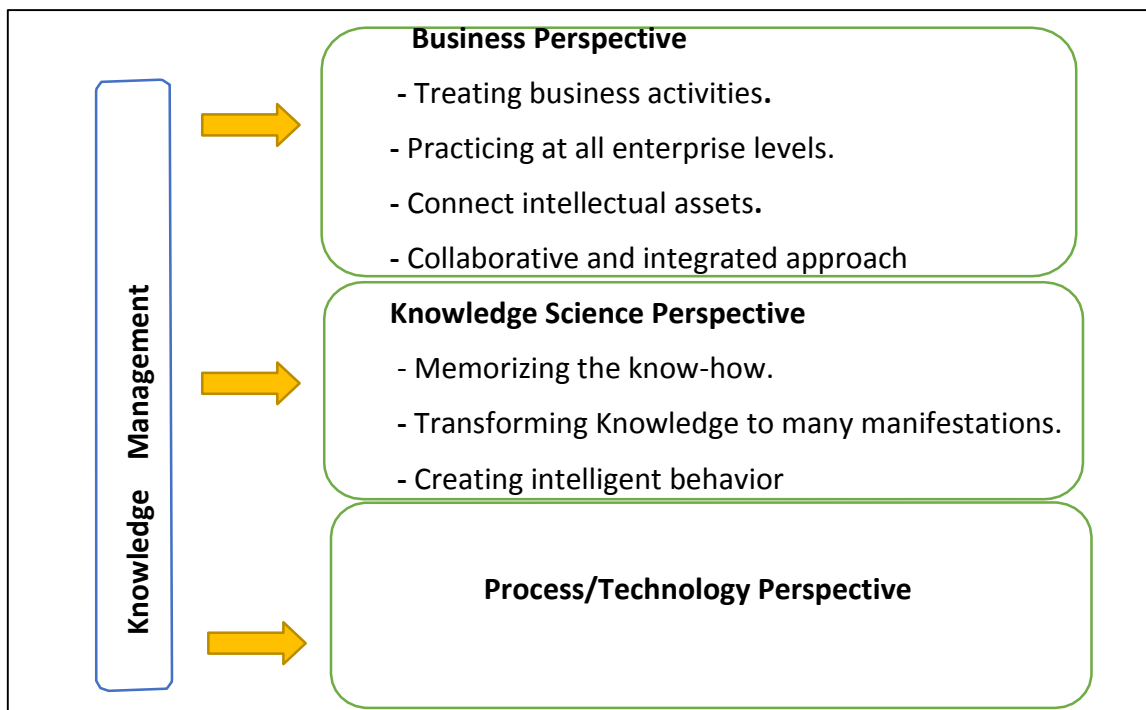 Knowledge Management
Business Perspective
- Treating business activities.
- Practicing at all enterprise levels.
- Connect intellectual assets.
- Collaborative and integrated approach
Knowledge Science Perspective
- Memorizing the know-how.
- Transforming Knowledge to many manifestations.
- Creating intelligent behavior
Process/Technology Perspective